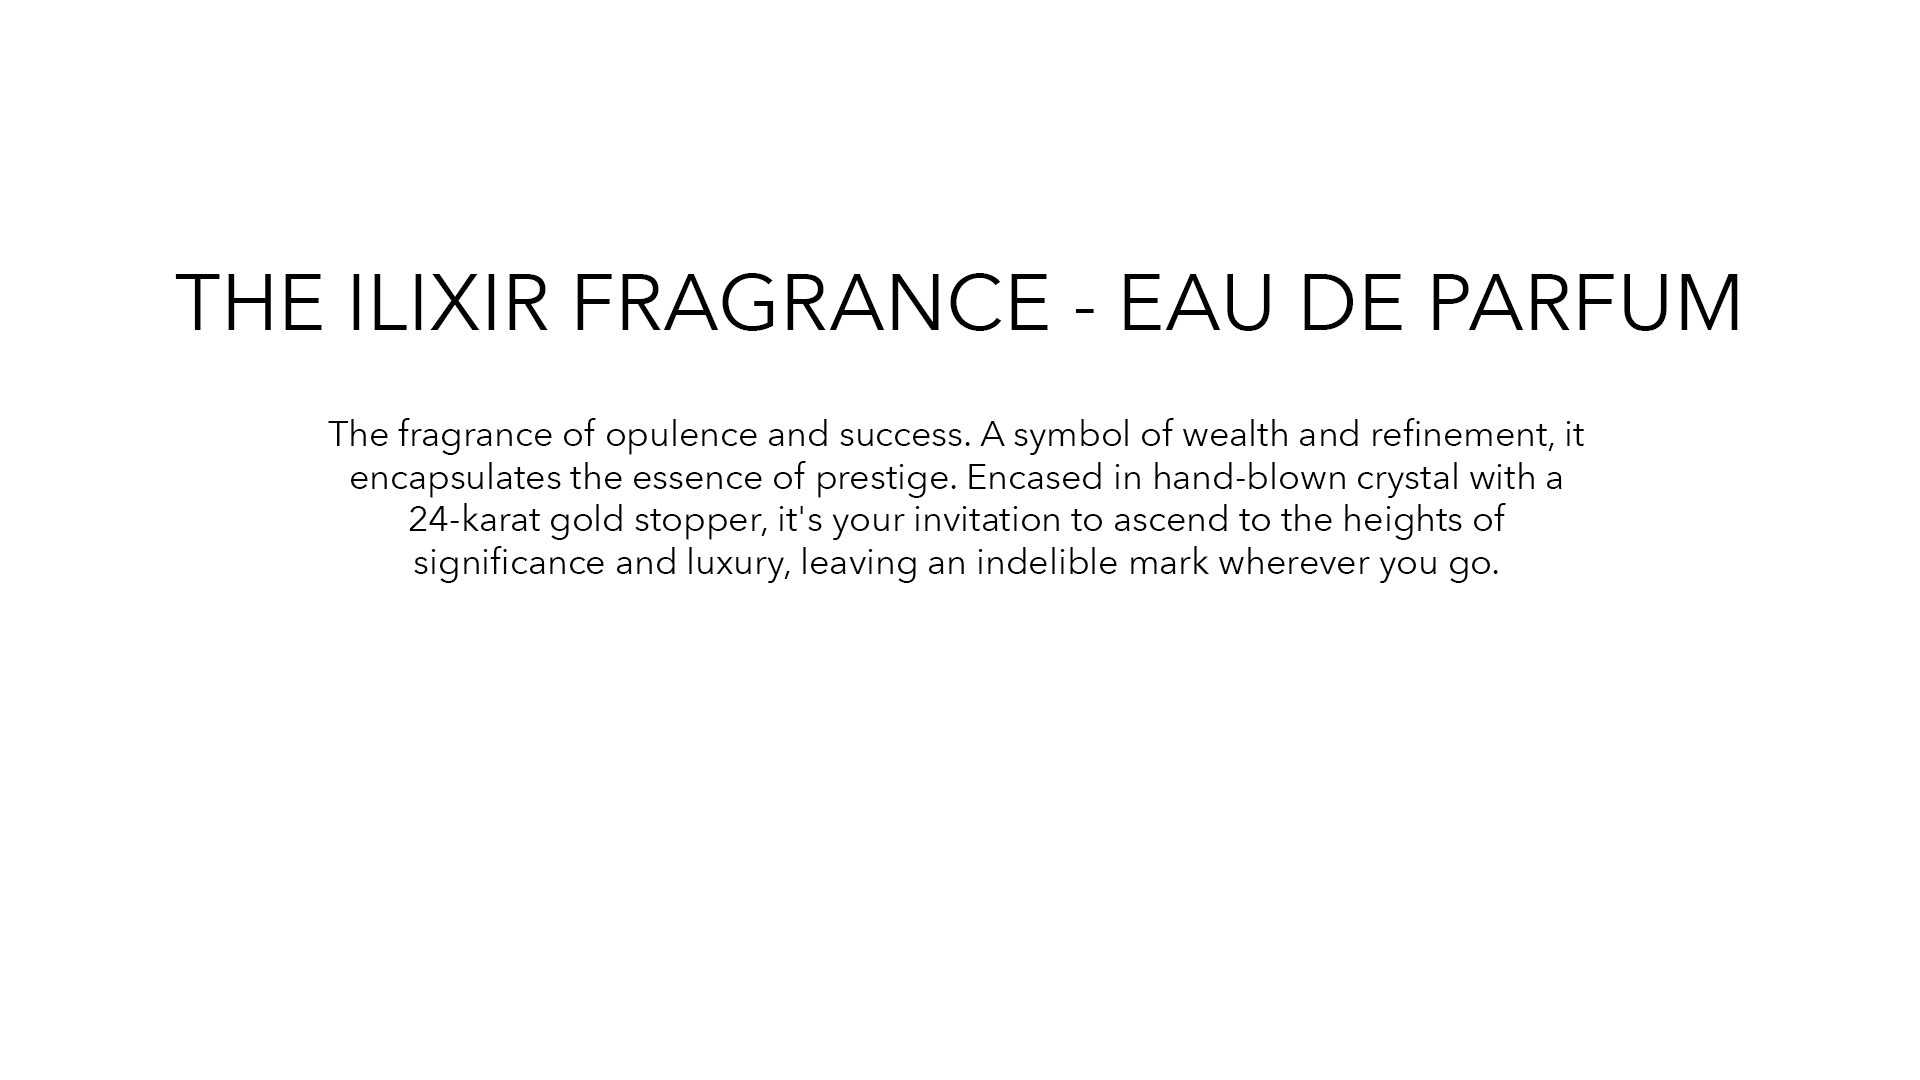 THE ILIXIR FRAGRANCE - EAU DE PARFUM
The fragrance of opulence and success. A symbol of wealth and refinement, it
encapsulates the essence of prestige. Encased in hand-blown crystal with a
24-karat gold stopper, it's your invitation to ascend to the heights of
significance and luxury, leaving an indelible mark wherever you go.